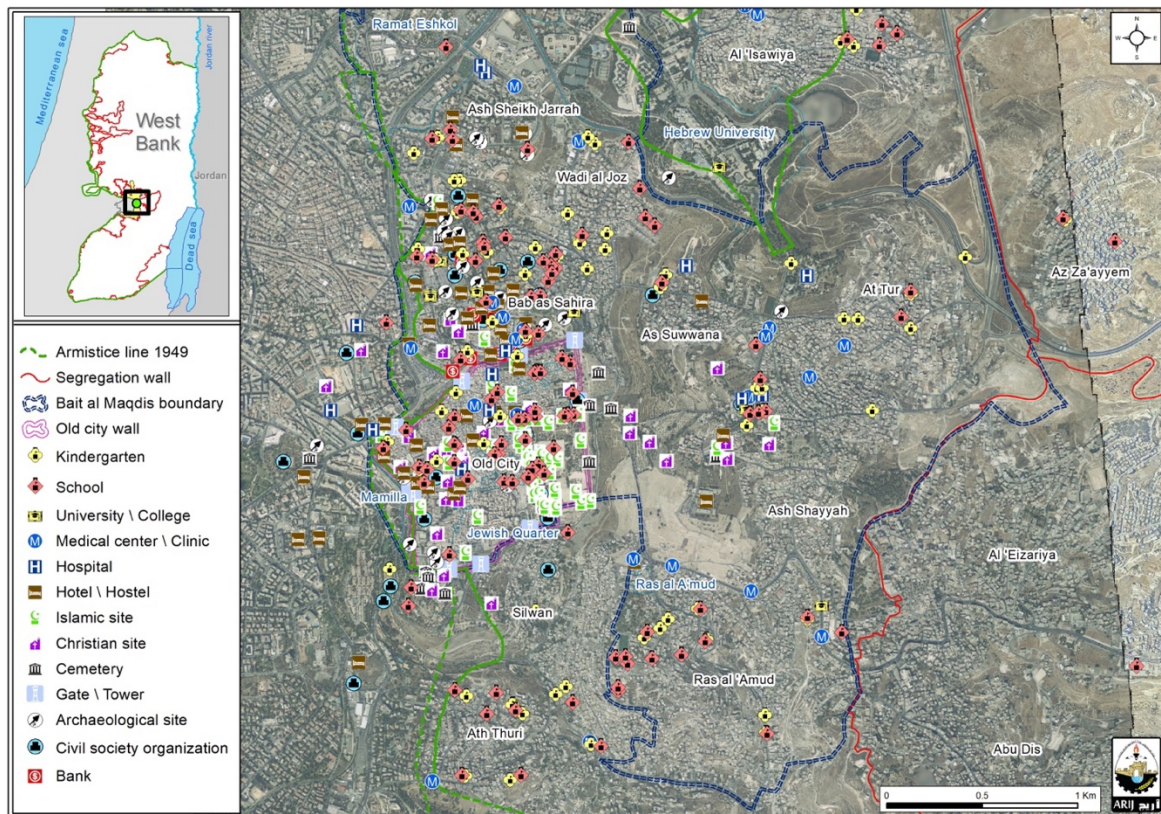 Mediterranean sea
Jordan river
West
Bank
Jordan
Dead sea
Armistice line 1949
Segregation wall
Bait al Maqdis boundary
Old city wall
Kindergarten
School
University \ College
Medical center \ Clinic
Hospital
Hotel \ Hostel
Islamic site
Christian site
Cemetery
Gate \ Tower
Archaeological site
Civil society organization
Bank
Ramat Eshkol
Al 'Isawiya
N
W
E
S
Ash Sheikh Jarrah
Hebrew University
Wadi al Joz
Az Za'ayyem
At Tur
Bab as Sahira
As Suwwana
Old City
Mamilla
Jewish Quarter
Ash Shayyah
Al 'Eizariya
Ras al A'mud
Silwan
Ras al 'Amud
Ath Thuri
Abu Dis
0
0.5
1 Km
ARIJ أريج